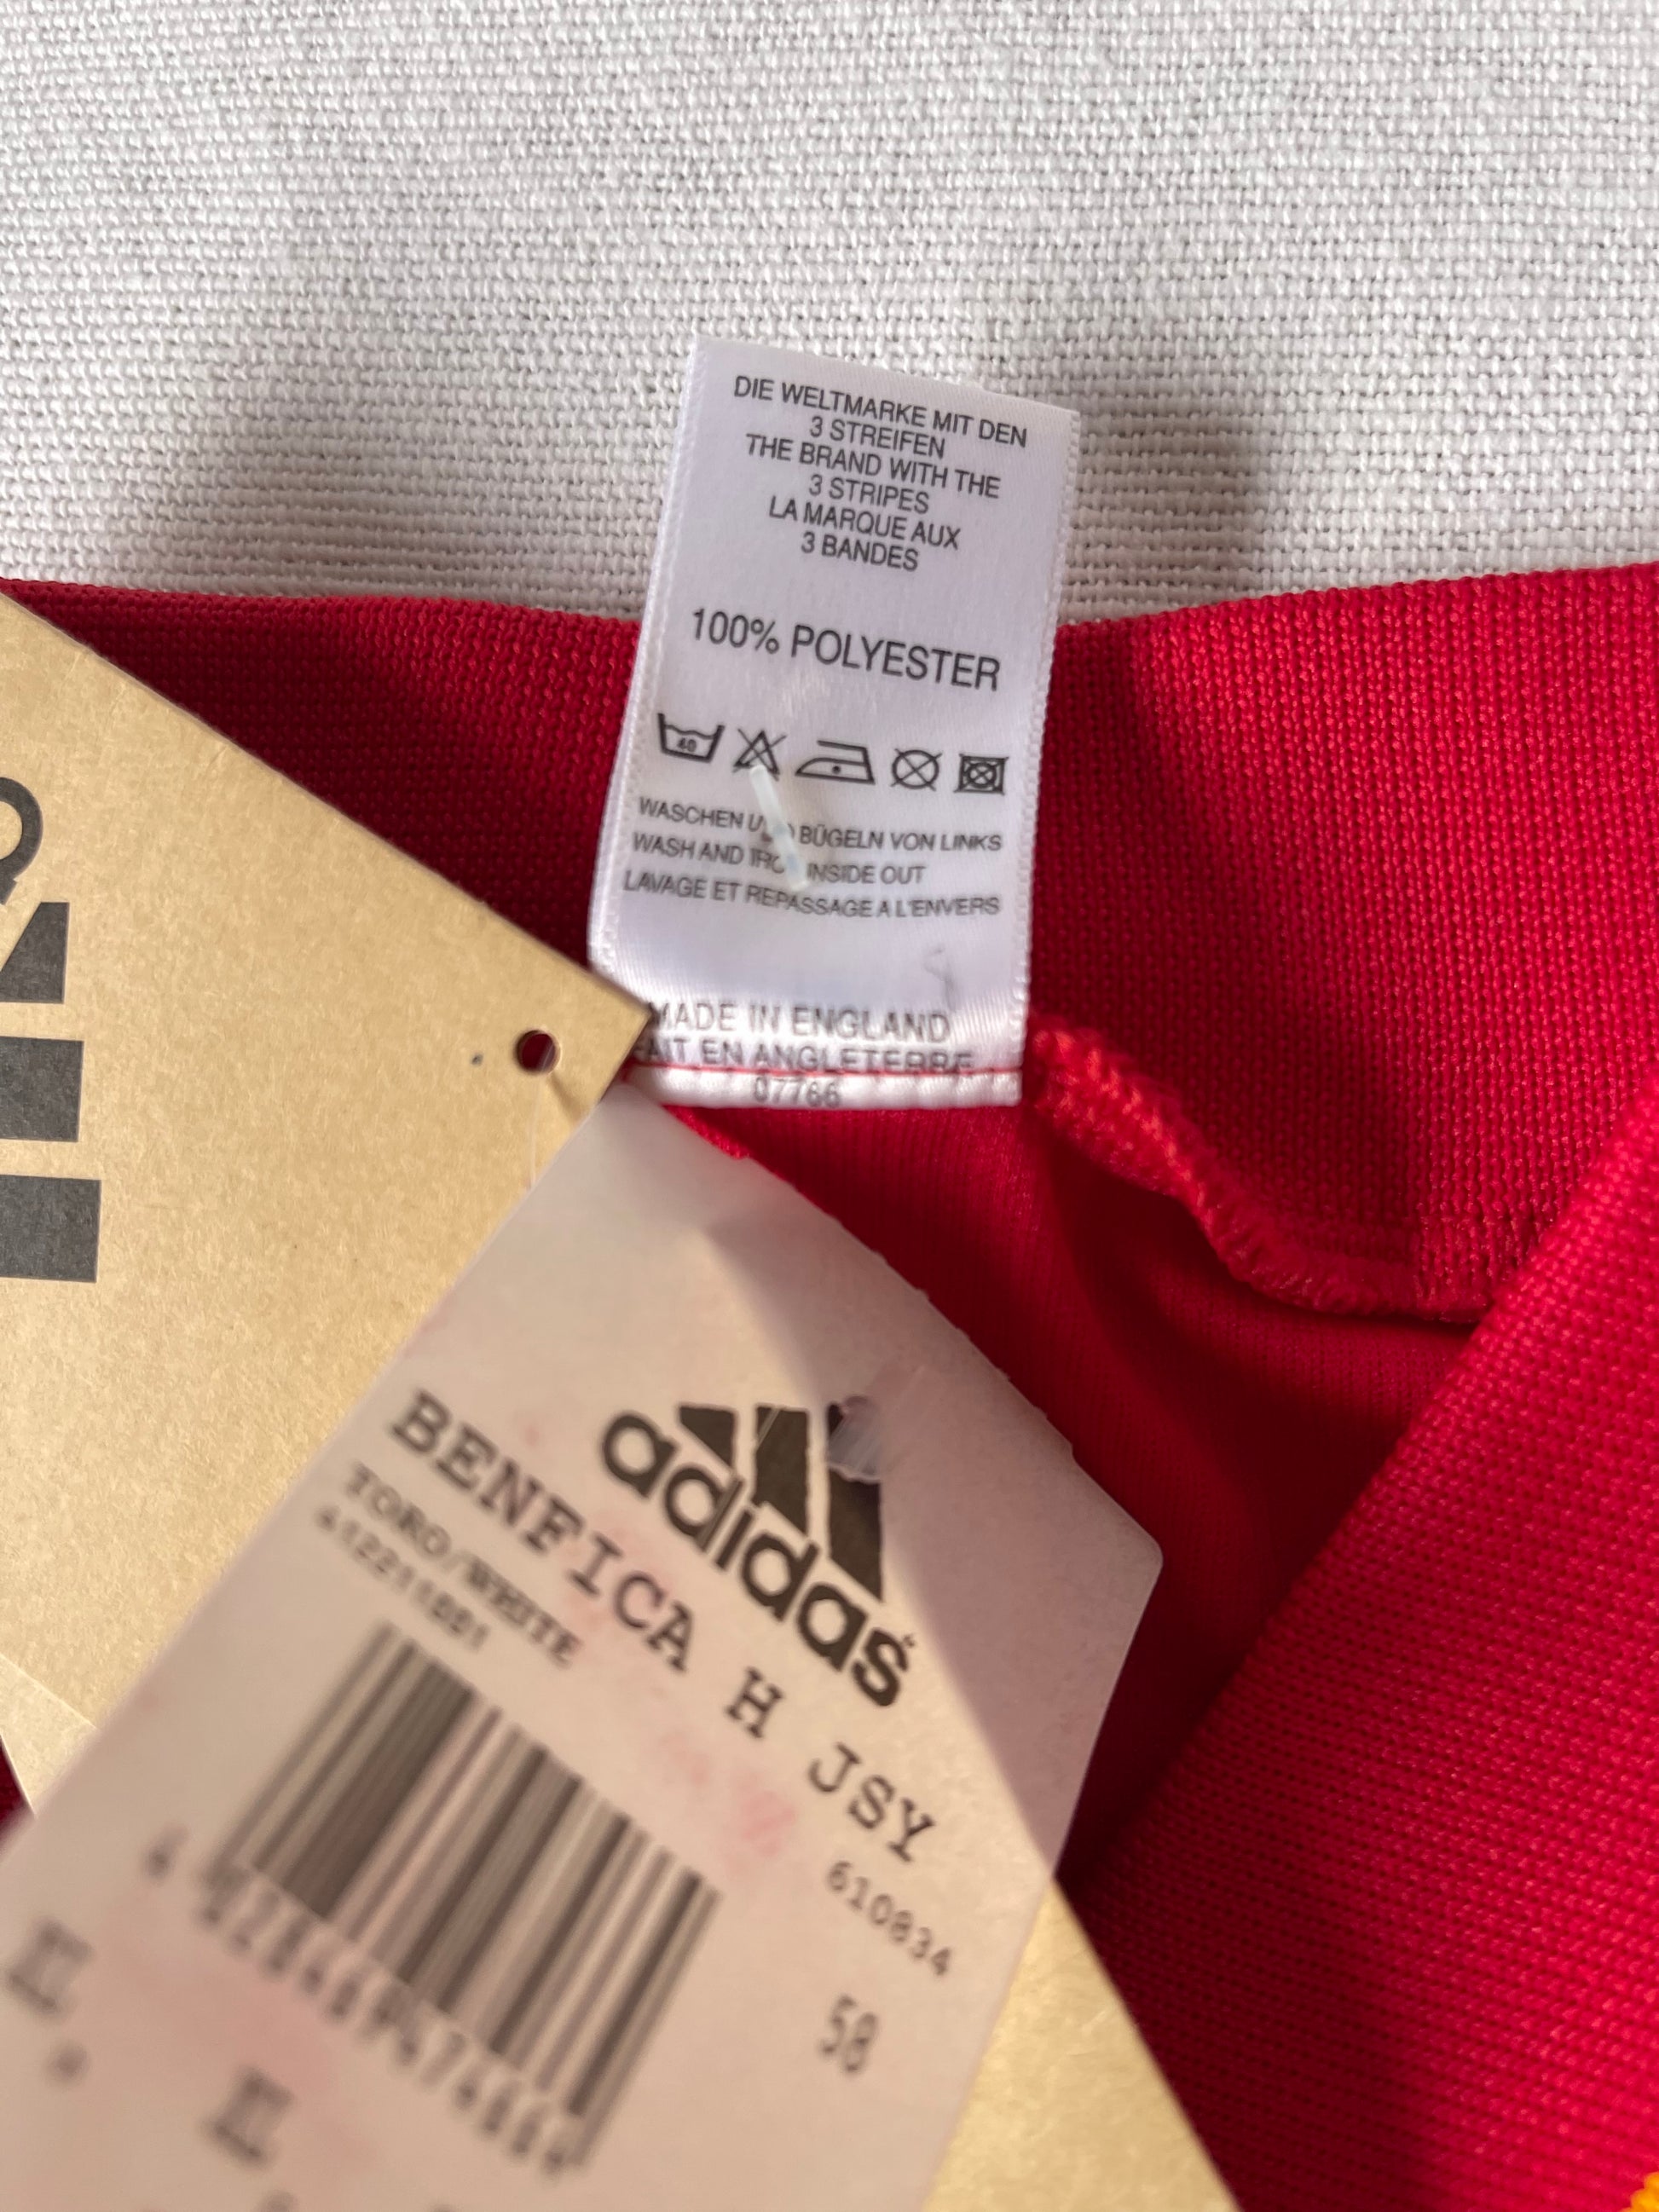 DIE WELTMARKE MIT DEN
3 STREIFEN
THE BRAND WITH THE
3 STRIPES
LA MARQUE AUX
3 BANDES
100% POLYESTER
40
WASCHEN BÜGELN VON LINKS
WASH AND INSIDE OUT
LAVAGE ET REPASSAGE A L'ENVERS
MADE IN ENGLAND
EN ANGLETERRE
07766
adidas
BENFICA H JSY
TORO/WHITE
610834
58